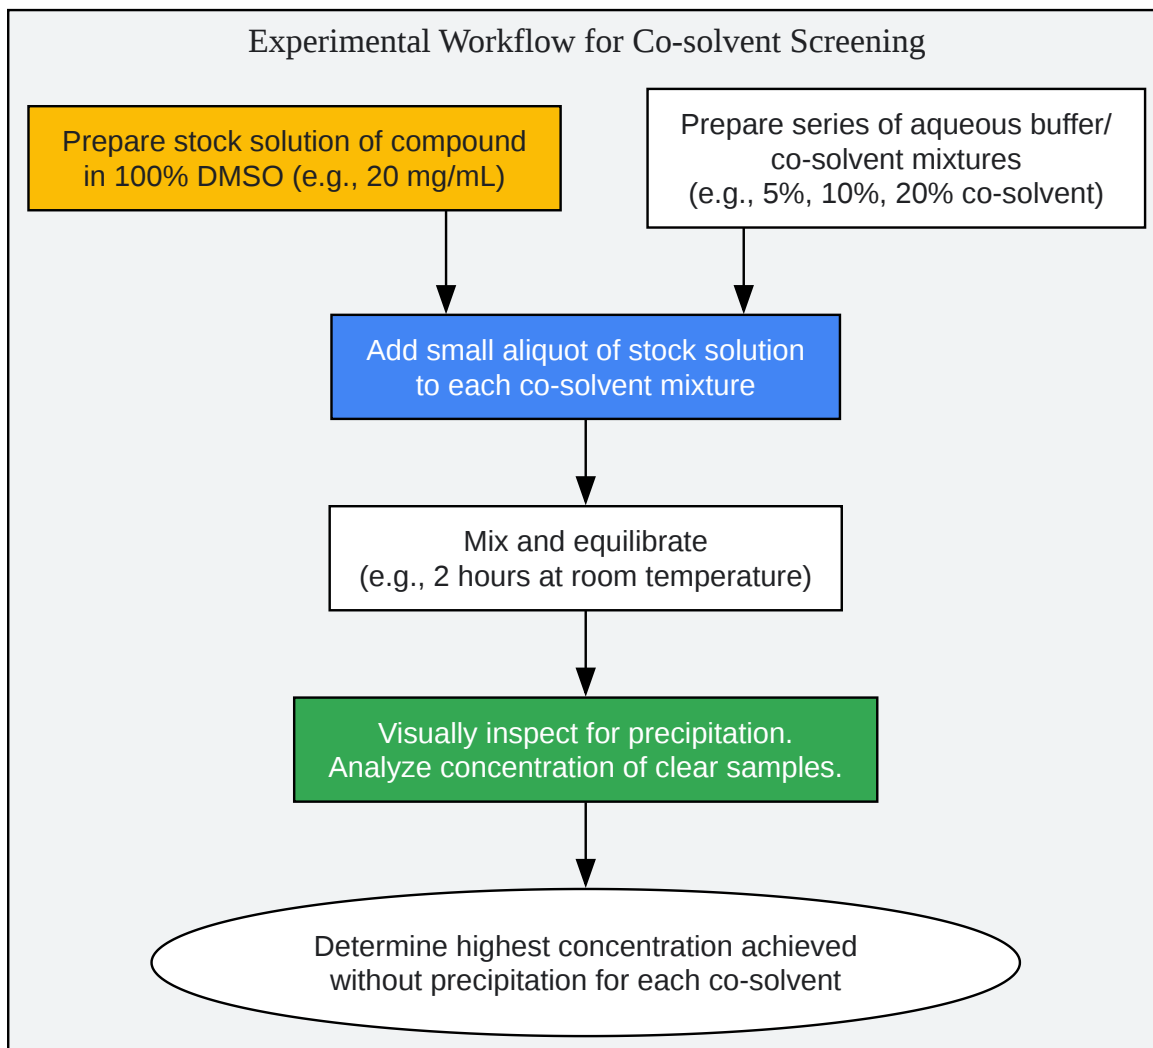 Experimental Workflow for Co-solvent Screening
Prepare stock solution of compound
in 100% DMSO (e.g., 20 mg/mL)
Prepare series of aqueous buffer/
co-solvent mixtures
(e.g., 5%, 10%, 20% co-solvent)
Add small aliquot of stock solution
to each co-solvent mixture
Mix and equilibrate
(e.g., 2 hours at room temperature)
Visually inspect for precipitation.
Analyze concentration of clear samples.
Determine highest concentration achieved
without precipitation for each co-solvent